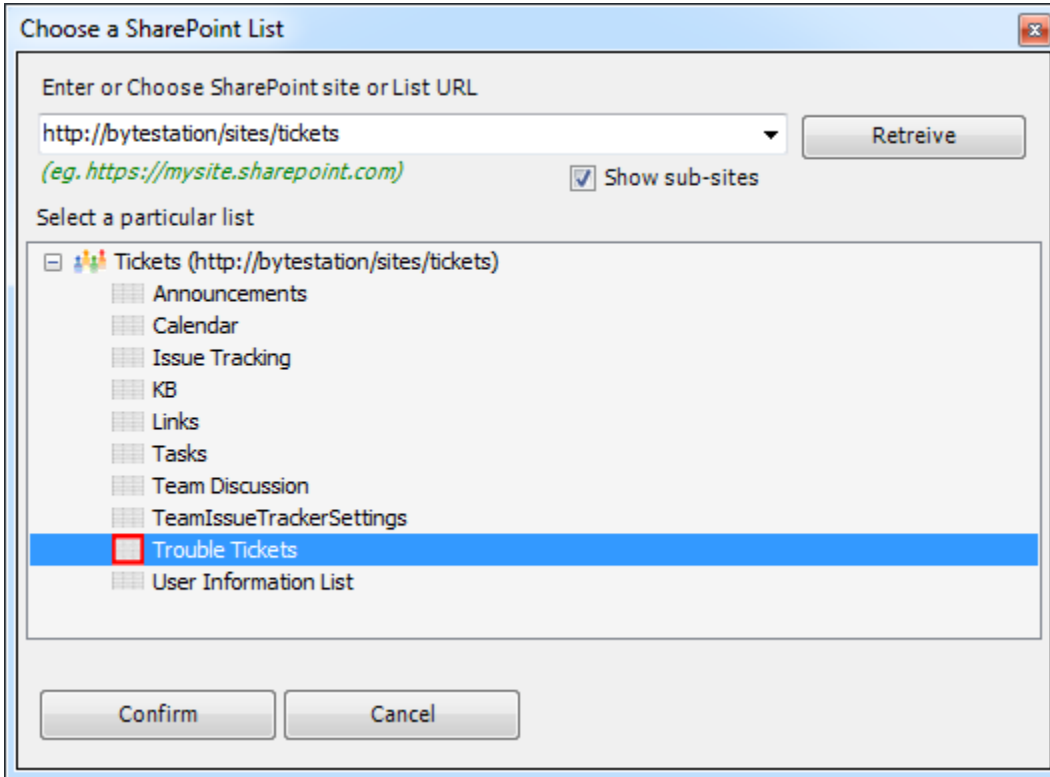 Choose a SharePoint List
Enter or Choose SharePoint site or List URL
http://bytestation/sites/tickets
Retreive
(eg. https://mysite.sharepoint.com)
Show sub-sites
Select a particular list
Tickets (http://bytestation/sites/tickets)
Announcements
Calendar
Issue Tracking
KB
Links
Tasks
Team Discussion
TeamIssueTrackerSettings
Trouble Tickets
User Information List
Confirm
Cancel